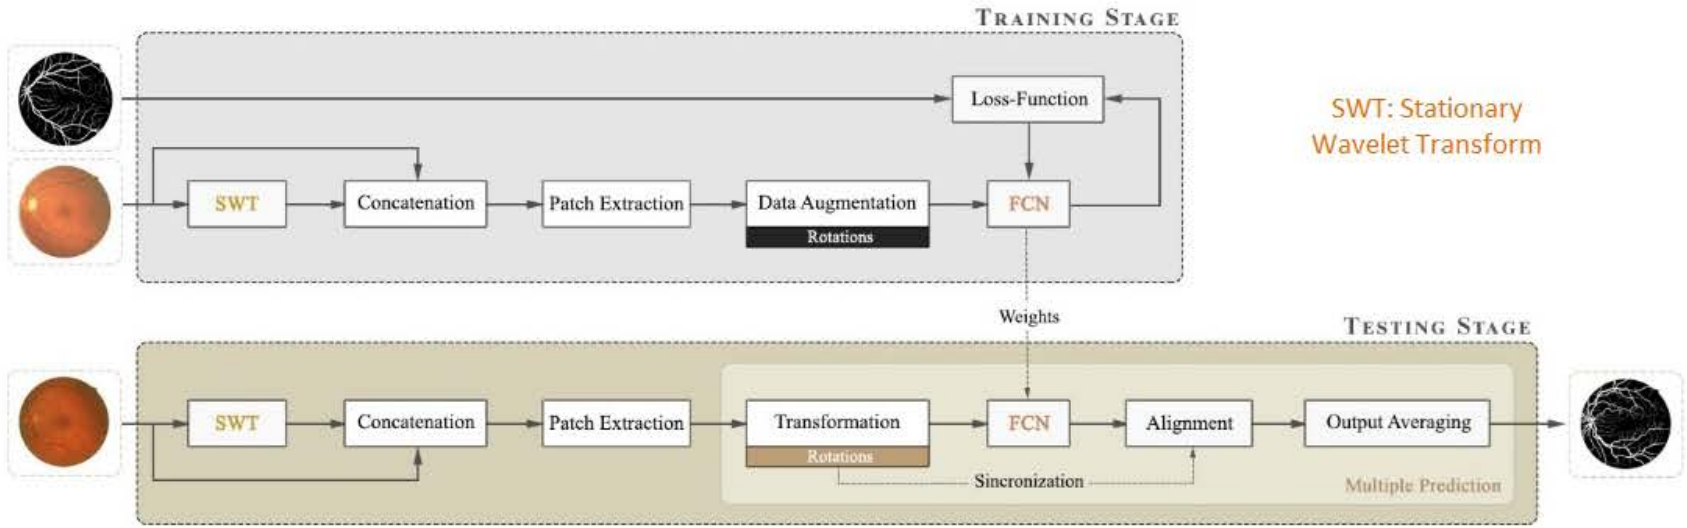 TRAINING STAGE
Loss-Function
SWT: Stationary
Wavelet Transform
SWT
Concatenation
Patch Extraction
Data Augmentation
Rotations
FCN
Weights
TESTING STAGE
SWT
Concatenation
Patch Extraction
Transformation
Rotations
FCN
Alignment
Output Averaging
Sincronization
Multiple Prediction